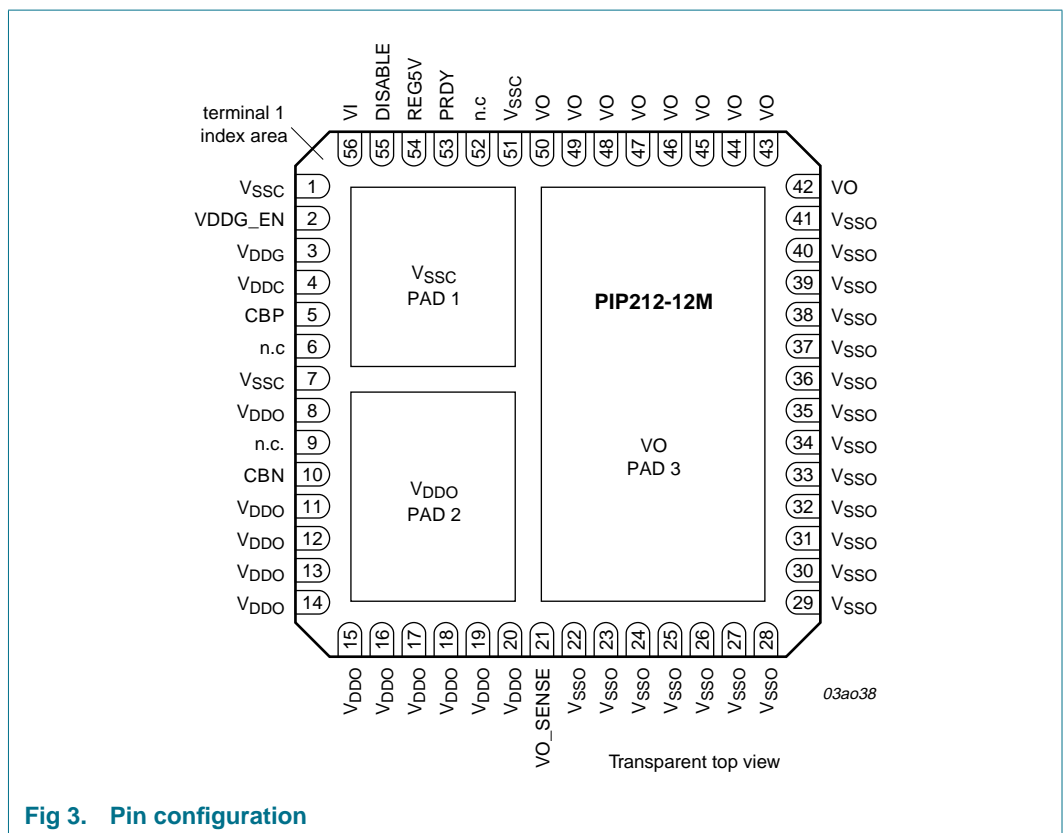 terminal 1
index area
VI
DISABLE
REG5V
PRDY
n.c
VSSC
VO
VO
VO
VO
VO
VO
VO
VO
56
55
54
53
52
51
50
49
48
47
46
45
44
43
VSSC 1
VDDG_EN 2
VDDG 3
VDDC 4
CBP 5
n.c 6
VSSC 7
VDDO 8
n.c. 9
CBN 10
VDDO 11
VDDO 12
VDDO 13
VDDO 14
VSSC
PAD 1
VDDO
PAD 2
PIP212-12M
VO
PAD 3
42 VO
41 VSSO
40 VSSO
39 VSSO
38 VSSO
37 VSSO
36 VSSO
35 VSSO
34 VSSO
33 VSSO
32 VSSO
31 VSSO
30 VSSO
29 VSSO
15
16
17
18
19
20
21
22
23
24
25
26
27
28
VDDO
VDDO
VDDO
VDDO
VDDO
VDDO
VO_SENSE
VSSO
VSSO
VSSO
VSSO
VSSO
VSSO
VSSO
03ao38
Transparent top view
Fig 3. Pin configuration